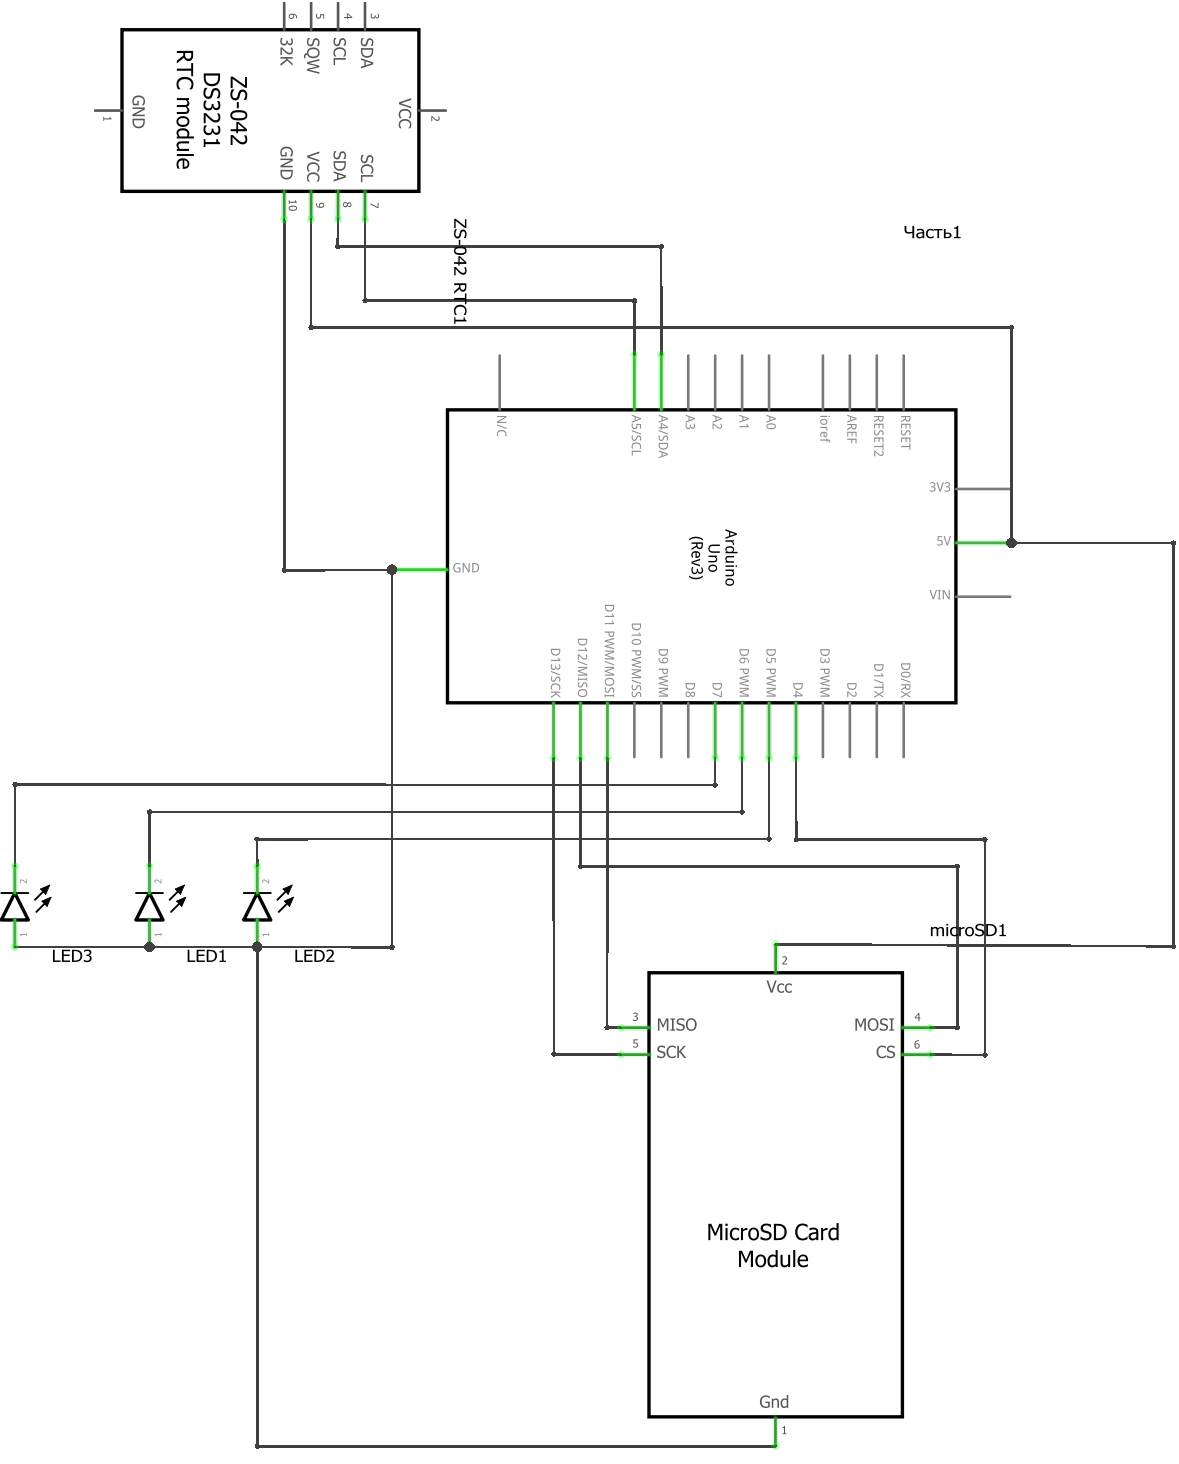 6
5
4
3
32K
SQW
SCL
SDA
ZS-042
DS3231
RTC module
GND
1
VCC
2
GND
VCC
SDA
SCL
10
9
8
7
ZS-042 RTC1
Часть1
N/C
A5/SCL
A4/SDA
A3
A2
A1
A0
ioref
AREF
RESET2
RESET
3V3
5V
VIN
GND
Arduino
Uno
(Rev3)
D13/SCK
D12/MISO
D11 PWM/MOSI
D10 PWM/SS
D9 PWM
D8
D7
D6 PWM
D5 PWM
D4
D3 PWM
D2
D1/TX
D0/RX
2
2
2
1
1
1
LED3
LED1
LED2
microSD1
2
Vcc
3
MISO
MOSI
4
5
SCK
CS
6
MicroSD Card
Module
Gnd
1